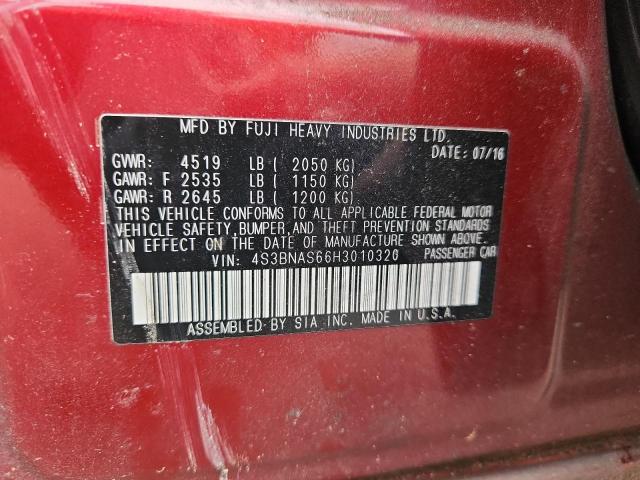 MFD BY FUJI HEAVY INDUSTRIES LTD.
DATE: 07/16
GVWR: 4519 LB ( 2050 KG)
GAWR: F 2535 LB ( 1150 KG)
GAWR: R 2645 LB ( 1200 KG)
THIS VEHICLE CONFORMS TO ALL APPLICABLE FEDERAL MOTOR
VEHICLE SAFETY, BUMPER, AND THEFT PREVENTION STANDARDS
IN EFFECT ON THE DATE OF MANUFACTURE SHOWN ABOVE.
VIN: 4S3BNAS66H3010320 PASSENGER CAR
ASSEMBLED BY SIA INC. MADE IN U.S.A.